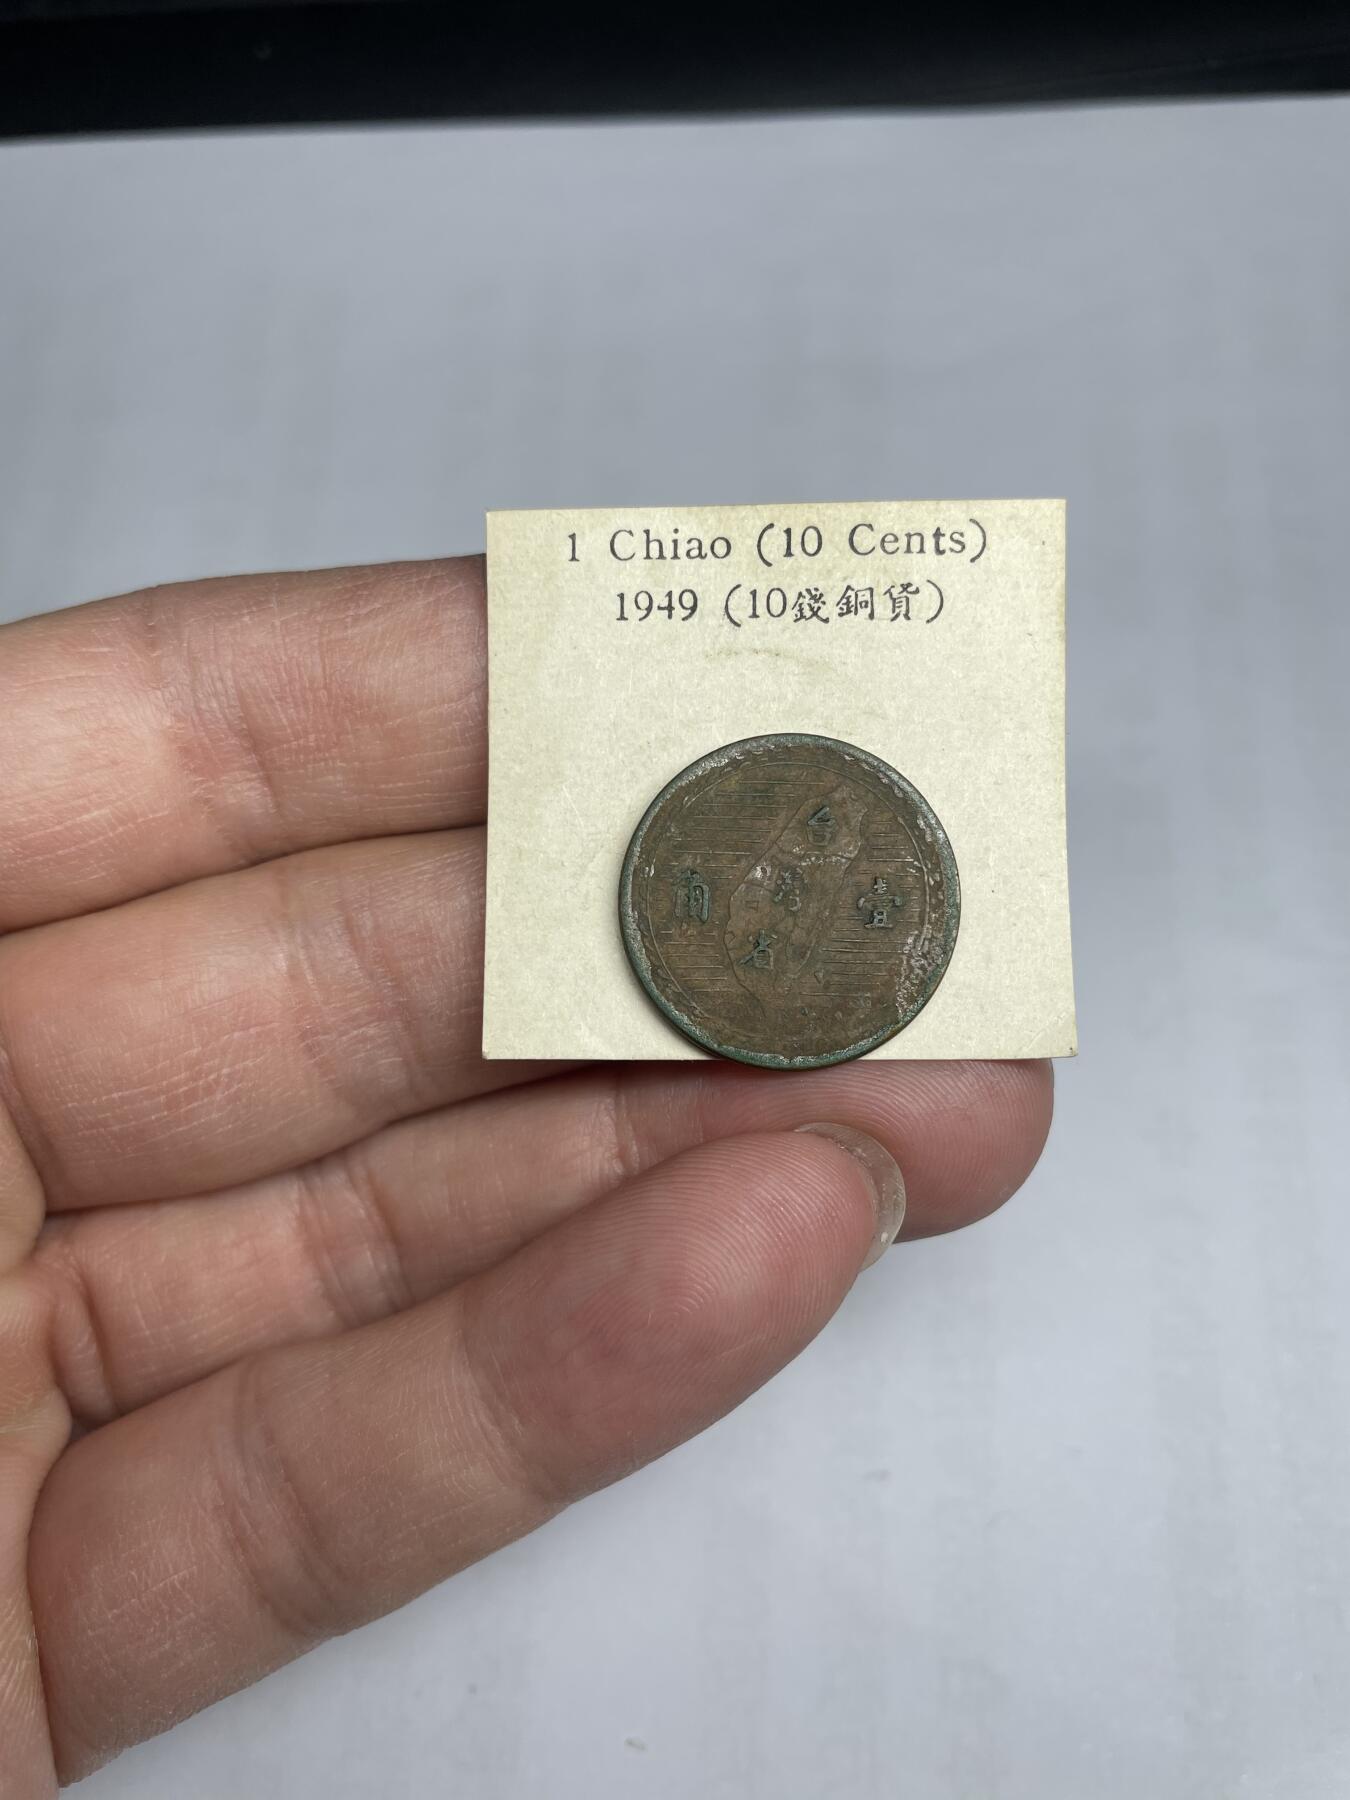 1 Chiao (10 Cents)
1949 (10錢銅貨)
台
角 灣 壹
省